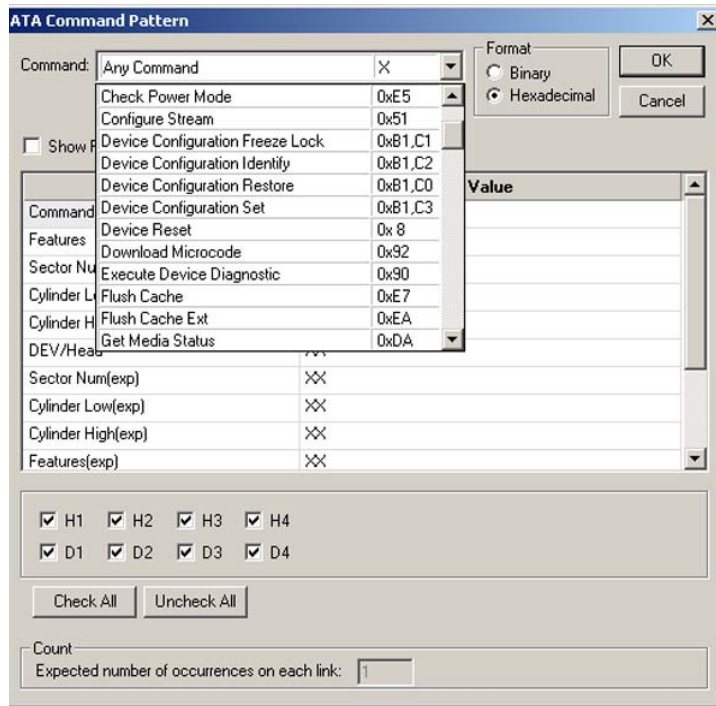 ATA Command Pattern
Command: Any Command X
Format
Binary
Hexadecimal
OK
Cancel
Check Power Mode 0xE5
Configure Stream 0x51
Show
Device Configuration Freeze Lock 0xB1,C1
Device Configuration Identify 0xB1,C2
Device Configuration Restore 0xB1,C0
Value
Command Device Configuration Set 0xB1,C3
Features Device Reset 0x 8
Download Microcode 0x92
Sector Nu Execute Device Diagnostic 0x90
Cylinder L Flush Cache 0xE7
Cylinder H Flush Cache Ext 0xEA
Get Media Status 0xDA
DEV/Head XX
Sector Num(exp) XX
Cylinder Low(exp) XX
Cylinder High(exp) XX
Features(exp) XX
H1 H2 H3 H4
D1 D2 D3 D4
Check All Uncheck All
Count
Expected number of occurrences on each link: 1